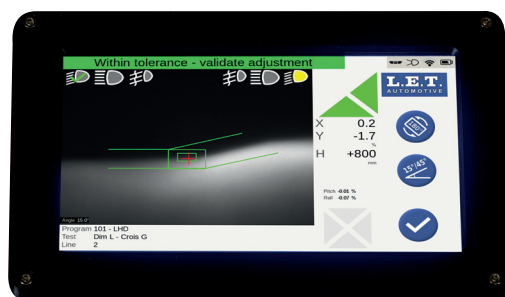 Within tolerance - validate adjustment
L.E.T.
AUTOMOTIVE
X 0.2
Y -1.7
%
H +800
mm
180°
15°/45°
Pitch -0.01 %
Roll -0.07 %
Angle 15.0°
Program 101 - LHD
Test Dim L - Crois G
Line 2